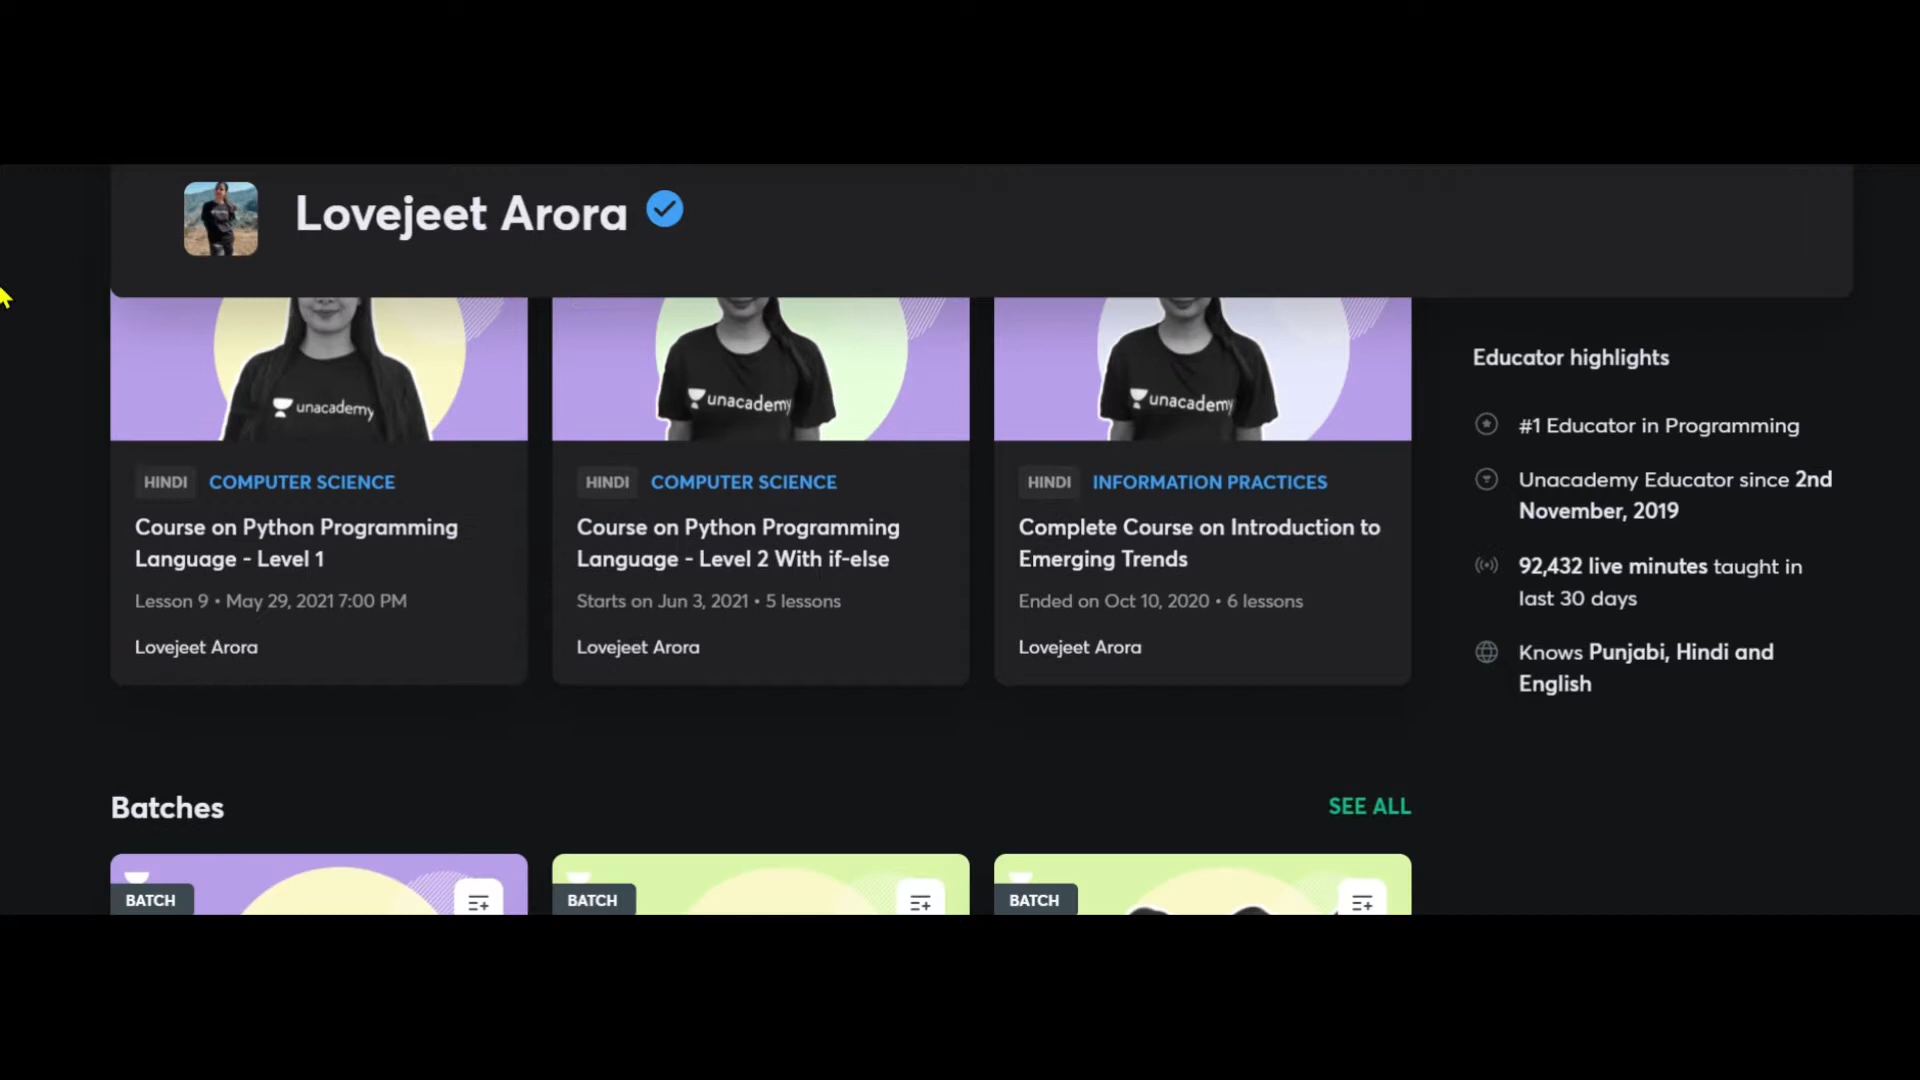 Lovejeet Arora
unacademy
unacademy
unacademy
HINDI COMPUTER SCIENCE
Course on Python Programming
Language - Level 1
Lesson 9 • May 29, 2021 7:00 PM
Lovejeet Arora
HINDI COMPUTER SCIENCE
Course on Python Programming
Language - Level 2 With if-else
Starts on Jun 3, 2021 • 5 lessons
Lovejeet Arora
HINDI INFORMATION PRACTICES
Complete Course on Introduction to
Emerging Trends
Ended on Oct 10, 2020 • 6 lessons
Lovejeet Arora
Educator highlights
#1 Educator in Programming
Unacademy Educator since 2nd
November, 2019
92,432 live minutes taught in
last 30 days
Knows Punjabi, Hindi and
English
Batches
SEE ALL
BATCH
BATCH
BATCH